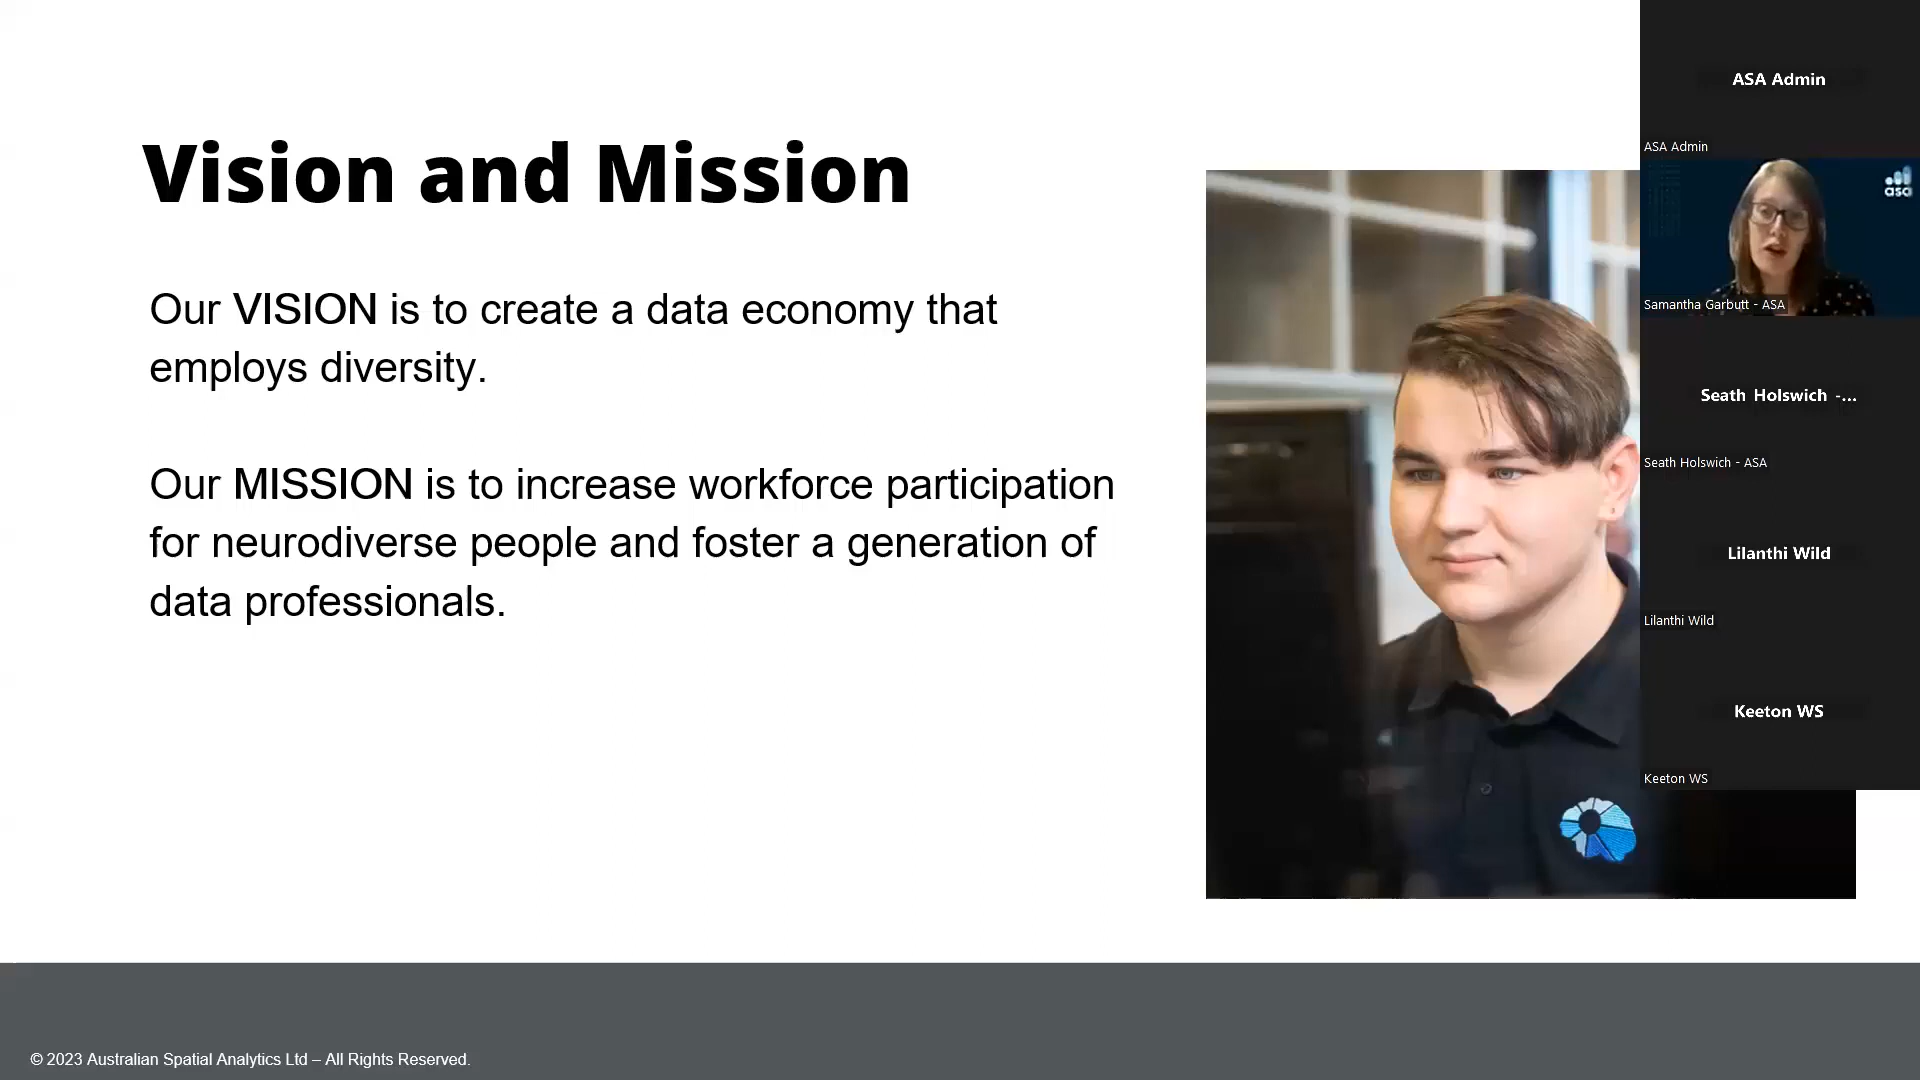 Vision and Mission
Our VISION is to create a data economy that
employs diversity.
Our MISSION is to increase workforce participation
for neurodiverse people and foster a generation of
data professionals.
© 2023 Australian Spatial Analytics Ltd – All Rights Reserved.
ASA Admin
ASA Admin
asa
Samantha Garbutt - ASA
Seath Holswich -...
Seath Holswich - ASA
Lilanthi Wild
Lilanthi Wild
Keeton WS
Keeton WS